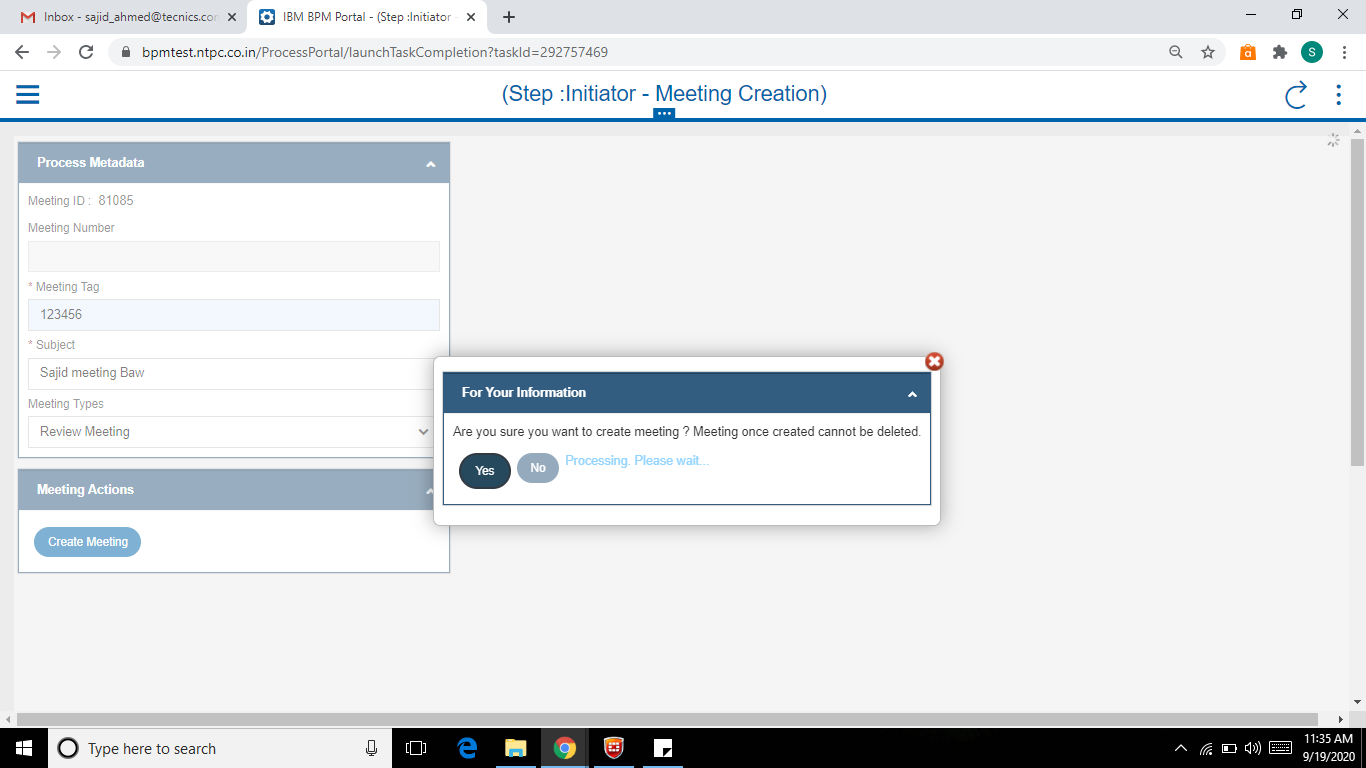 Inbox - sajid_ahmed@tecnics.com
IBM BPM Portal - (Step :Initiator -
bpmtest.ntpc.co.in/ProcessPortal/launchTaskCompletion?taskId=292757469
S
(Step :Initiator - Meeting Creation)
Process Metadata
Meeting ID : 81085
Meeting Number
* Meeting Tag
123456
* Subject
Sajid meeting Baw
Meeting Types
Review Meeting
Meeting Actions
Create Meeting
For Your Information
Are you sure you want to create meeting ? Meeting once created cannot be deleted.
Yes
No
Processing. Please wait...
Type here to search
11:35 AM
9/19/2020